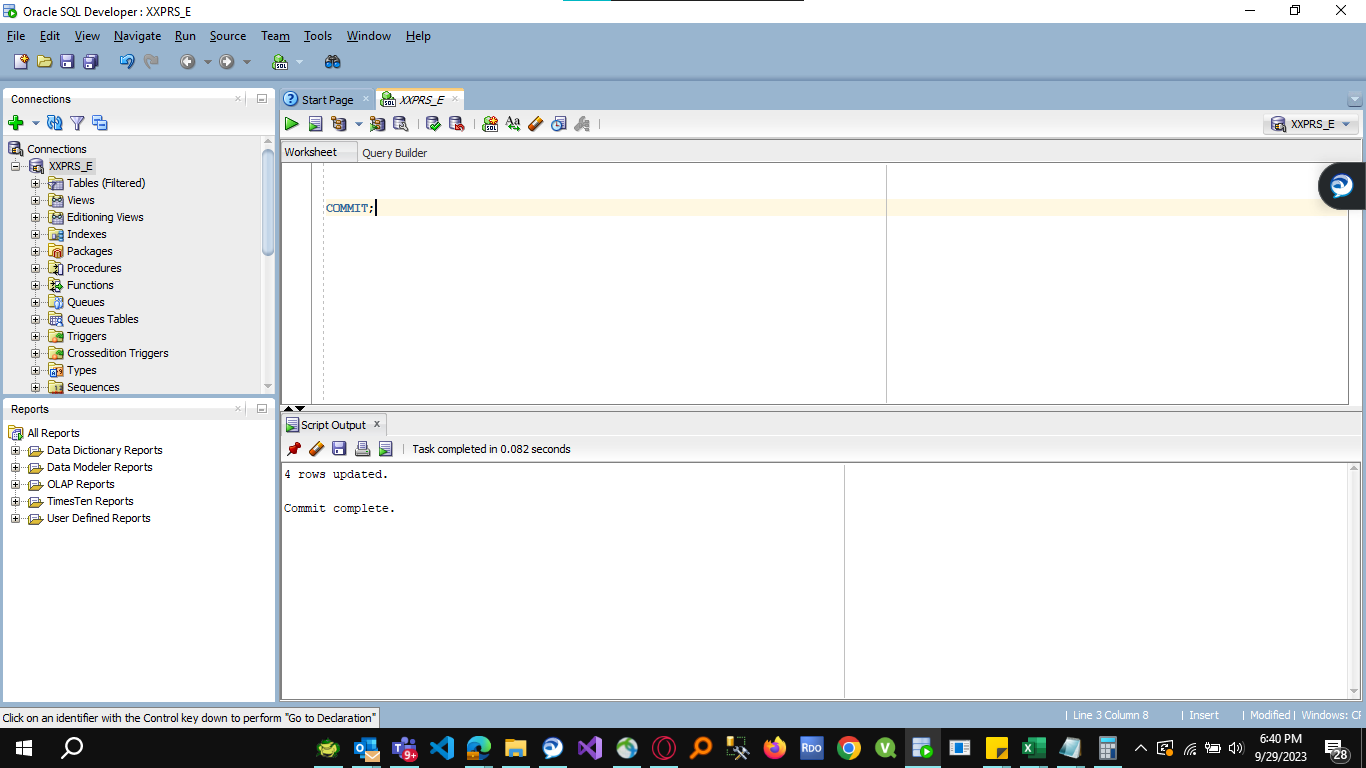 Oracle SQL Developer : XXPRS_E
File Edit View Navigate Run Source Team Tools Window Help
Connections
Connections
XXPRS_E
Tables (Filtered)
Views
Editioning Views
Indexes
Packages
Procedures
Functions
Queues
Queues Tables
Triggers
Crossedition Triggers
Types
Sequences
Reports
All Reports
Data Dictionary Reports
Data Modeler Reports
OLAP Reports
TimesTen Reports
User Defined Reports
Start Page XXPRS_E
XXPRS_E
Worksheet Query Builder
COMMIT;
Script Output
Task completed in 0.082 seconds
4 rows updated.
Commit complete.
Click on an identifier with the Control key down to perform "Go to Declaration"
Line 3 Column 8 Insert Modified Windows: CF
9+
Rdo
6:40 PM
9/29/2023
28